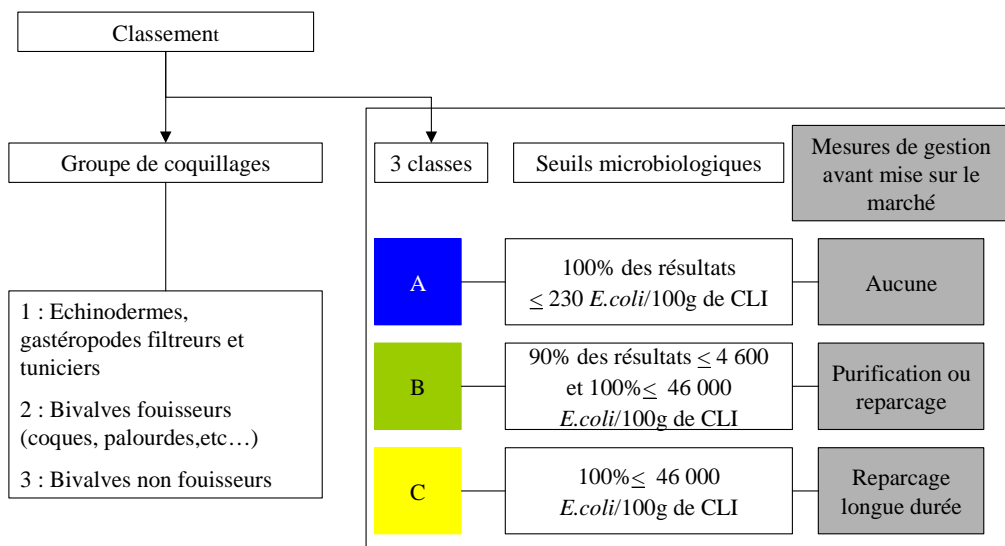 Classement
Groupe de coquillages
3 classes
Seuils microbiologiques
Mesures de gestion
avant mise sur le
marché
1 : Echinodermes,
gastéropodes filtreurs et
tuniciers
2 : Bivalves fouisseurs
(coques, palourdes,etc…)
3 : Bivalves non fouisseurs
A
100% des résultats
≤ 230 E.coli/100g de CLI
Aucune
B
90% des résultats ≤ 4 600
et 100%≤ 46 000
E.coli/100g de CLI
Purification ou
reparcage
C
100%≤ 46 000
E.coli/100g de CLI
Reparcage
longue durée